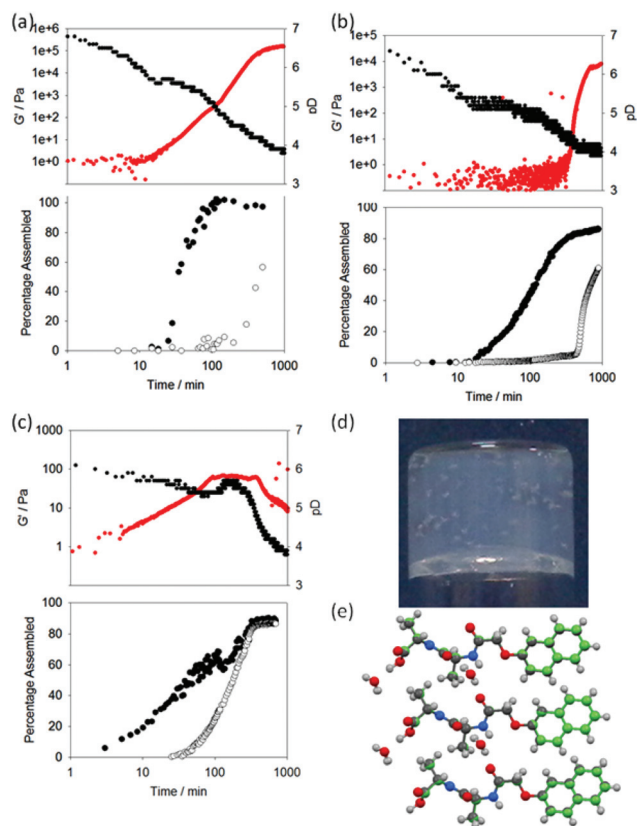 (a)
1e+6
1e+5
1e+4
1e+3
1e+2
1e+1
1e+0
G' / Pa
7
6
5
4
3
pD
100
80
60
40
20
0
Percentage Assembled
1 10 100 1000
Time / min
(b)
1e+5
1e+4
1e+3
1e+2
1e+1
1e+0
G' / Pa
7
6
5
4
3
pD
100
80
60
40
20
0
Percentage Assembled
1 10 100 1000
Time / min
(c)
1000
100
10
1
G' / Pa
7
6
5
4
3
pD
100
80
60
40
20
0
Percentage Assembled
1 10 100 1000
Time / min
(d)
(e)